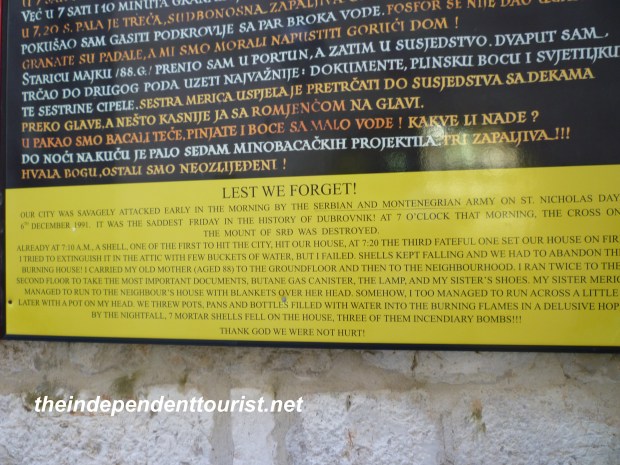 VEĆ U 7 SATI I 10 MINUTA
U 7,20 S. PALA JE TREĆA, SUDBONOSNA, ZAPALJIVA
POKUŠAO SAM GASITI PODKROVLJE SA PAR BROKA VODE. FOSFOR SE NIJE DAO
GRANATE SU PADALE, A MI SMO MORALI NAPUSTITI GORIĆI DOM!
ŠTARICU MAJKU /88.G./ PRENIO SAM U PORTUN, A ZATIM U SUSJEDSTVO. DVAPUT SAM,
TRČAO DO DRUGOG PODA UZETI NAJVAŽNIJE: DOKUMENTE, PLINSKU BOCU I SVJETILJKU
TE SESTRINE CIPELE. SESTRA MERICA USPIJELA JE PRETRČATI DO SUSJEDSTVA SA DEKAMA
PREKO GLAVE, A NEŠTO KASNIJE JA SA ROMJENČOM NA GLAVI.
U PAKAO SMO BACALI TEĆE, PINJATE I BOCE SA MALO VODE! KAKVE LI NADE?
DO NOĆI NA KUĆU JE PALO SEDAM MINOBACAČKIH PROJEKTILA. TRI ZAPALJIVA...!!!
HVALA BOGU, OSTALI SMO NEOZLIJEĐENI!
LEST WE FORGET!
OUR CITY WAS SAVAGELY ATTACKED EARLY IN THE MORNING BY THE SERBIAN AND MONTENEGRIAN ARMY ON ST. NICHOLAS DAY
6th DECEMBER 1991. IT WAS THE SADDEST FRIDAY IN THE HISTORY OF DUBROVNIK! AT 7 O'CLOCK THAT MORNING, THE CROSS ON
THE MOUNT OF SRD WAS DESTROYED.
ALREADY AT 7:10 A.M., A SHELL, ONE OF THE FIRST TO HIT THE CITY, HIT OUR HOUSE, AT 7:20 THE THIRD FATEFUL ONE SET OUR HOUSE ON FIR
I TRIED TO EXTINGUISH IT IN THE ATTIC WITH FEW BUCKETS OF WATER, BUT I FAILED. SHELLS KEPT FALLING AND WE HAD TO ABANDON THE
BURNING HOUSE! I CARRIED MY OLD MOTHER (AGED 88) TO THE GROUNDFLOOR AND THEN TO THE NEIGHBOURHOOD. I RAN TWICE TO THE
SECOND FLOOR TO TAKE THE MOST IMPORTANT DOCUMENTS, BUTANE GAS CANISTER, THE LAMP, AND MY SISTER'S SHOES. MY SISTER MERIC
MANAGED TO RUN TO THE NEIGHBOUR'S HOUSE WITH BLANKETS OVER HER HEAD. SOMEHOW, I TOO MANAGED TO RUN ACROSS A LITTLE
LATER WITH A POT ON MY HEAD. WE THREW POTS, PANS AND BOTTLES FILLED WITH WATER INTO THE BURNING FLAMES IN A DELUSIVE HOP
BY THE NIGHTFALL, 7 MORTAR SHELLS FELL ON THE HOUSE, THREE OF THEM INCENDIARY BOMBS!!!
THANK GOD WE WERE NOT HURT!
theindependenttourist.net